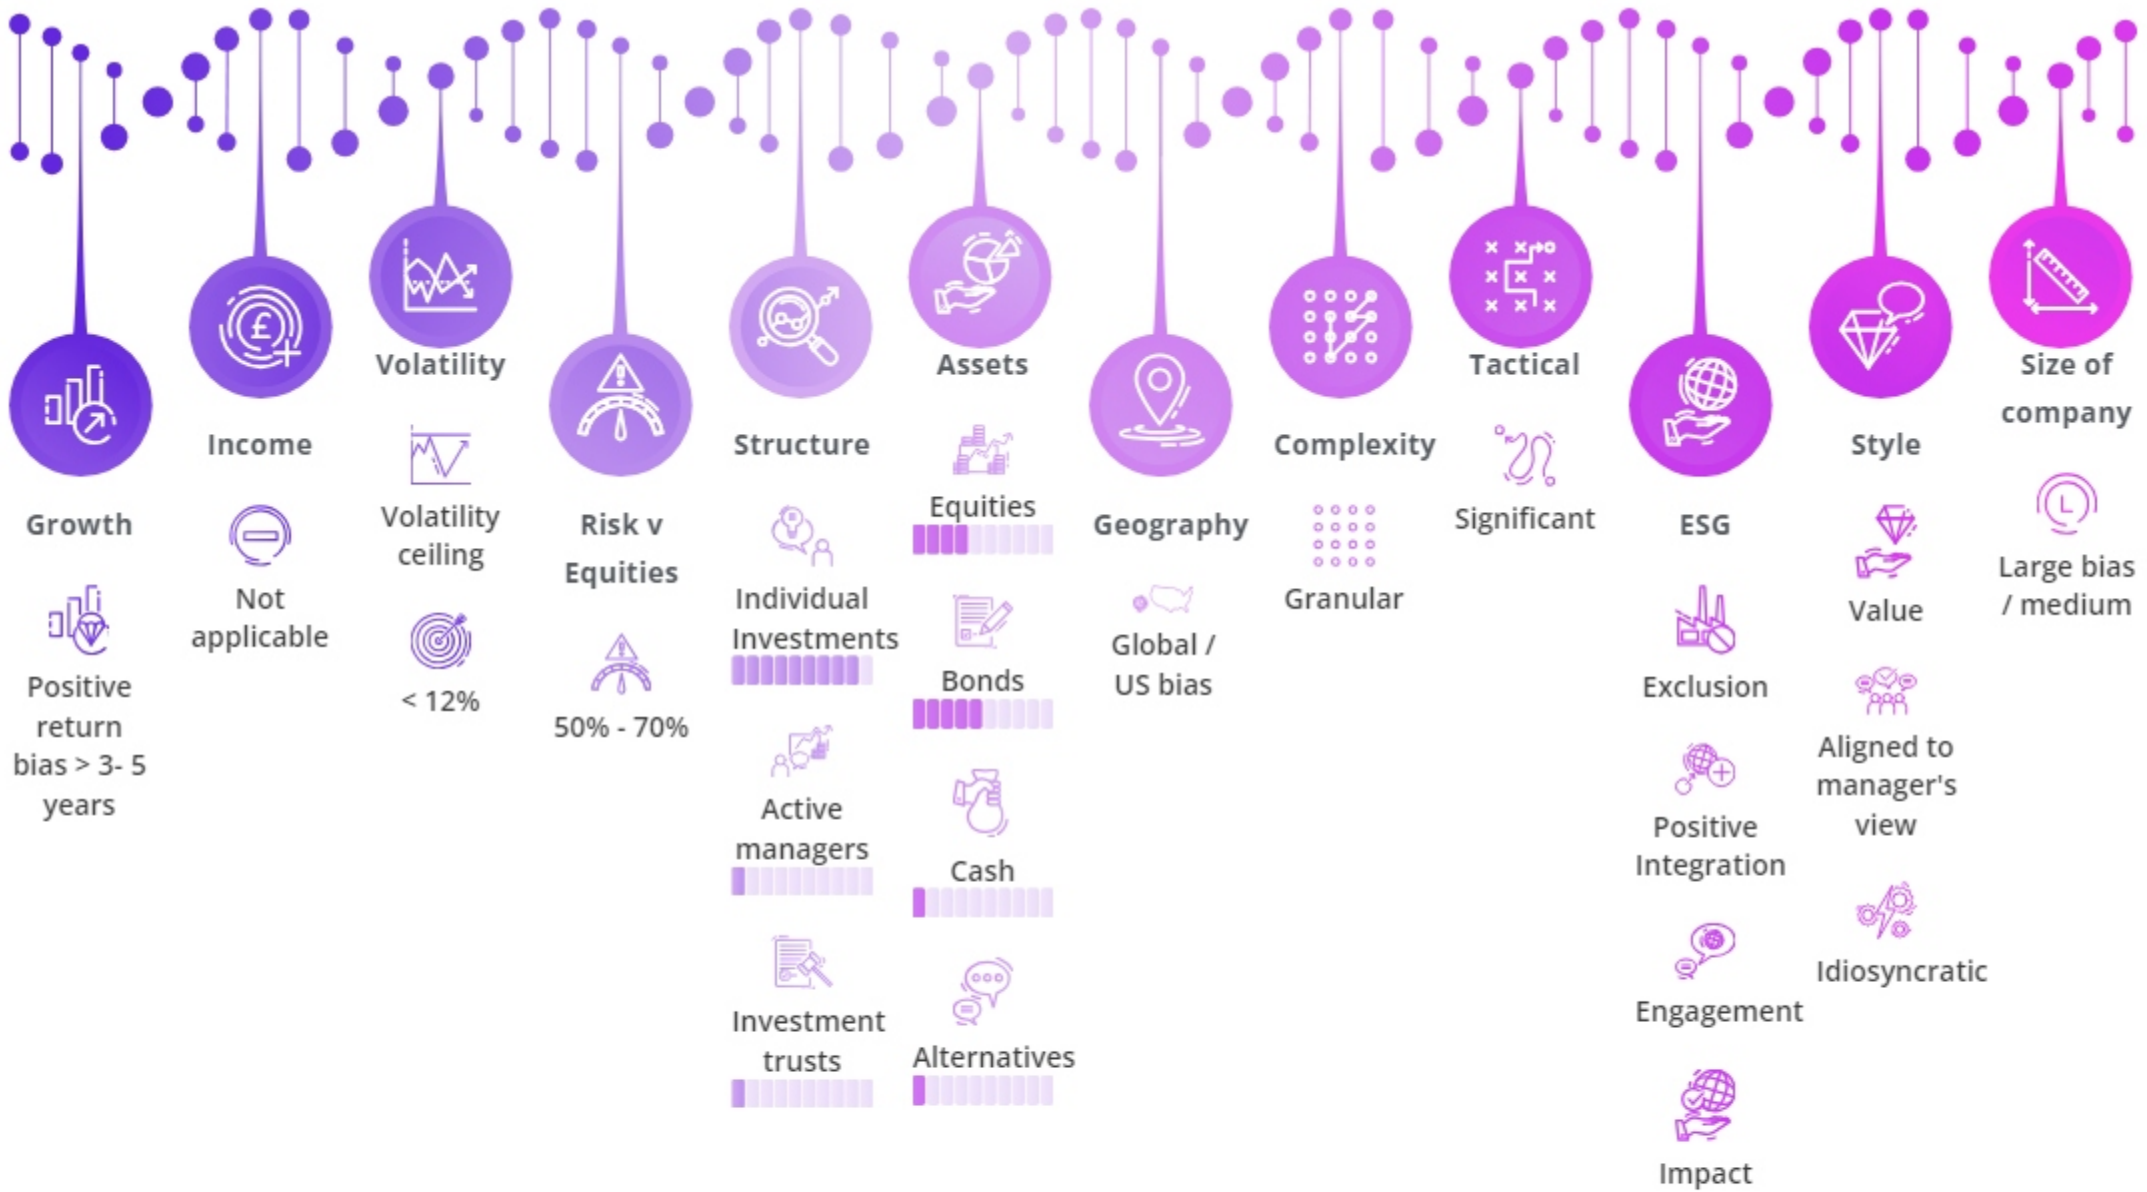 Growth
Positive
return
bias > 3- 5
years
£
Income
Not
applicable
Volatility
Volatility
ceiling
< 12%
Risk v
Equities
50% - 70%
Structure
Individual
Investments
Active
managers
Investment
trusts
Assets
Equities
Bonds
Cash
Alternatives
Geography
Global /
US bias
Complexity
Granular
Tactical
Significant
ESG
Exclusion
Positive
Integration
Engagement
Impact
Style
Value
Aligned to
manager's
view
Idiosyncratic
Size of
company
L
Large bias
/ medium